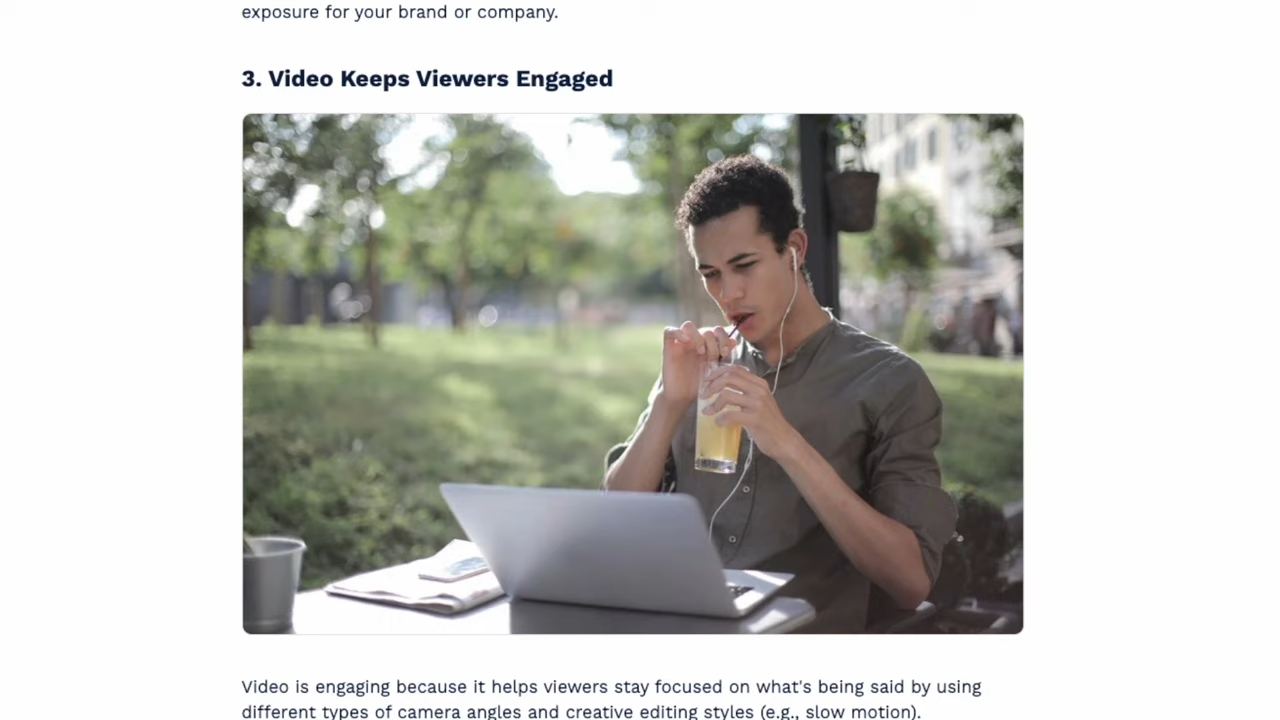 exposure for your brand or company.
3. Video Keeps Viewers Engaged
Video is engaging because it helps viewers stay focused on what's being said by using
different types of camera angles and creative editing styles (e.g., slow motion).